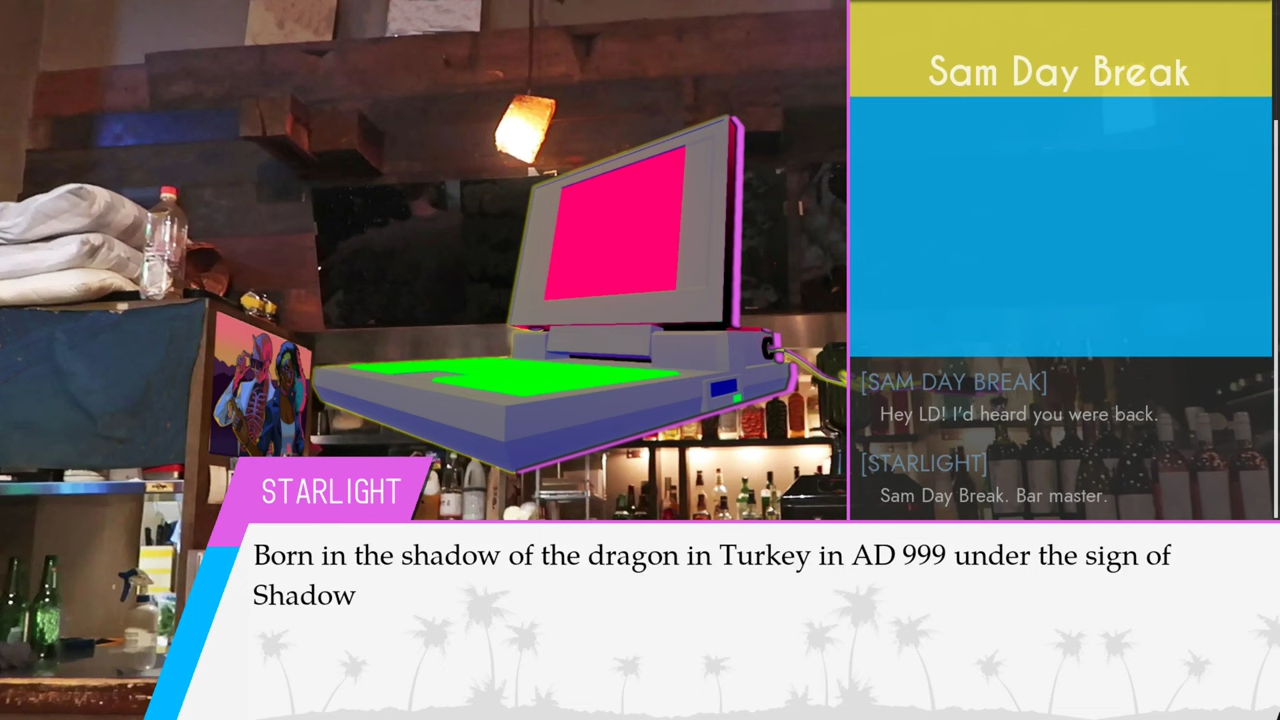 Sam Day Break
[SAM DAY BREAK]
Hey LD! I'd heard you were back.
[STARLIGHT]
Sam Day Break. Bar master.
STARLIGHT
Born in the shadow of the dragon in Turkey in AD 999 under the sign of
Shadow